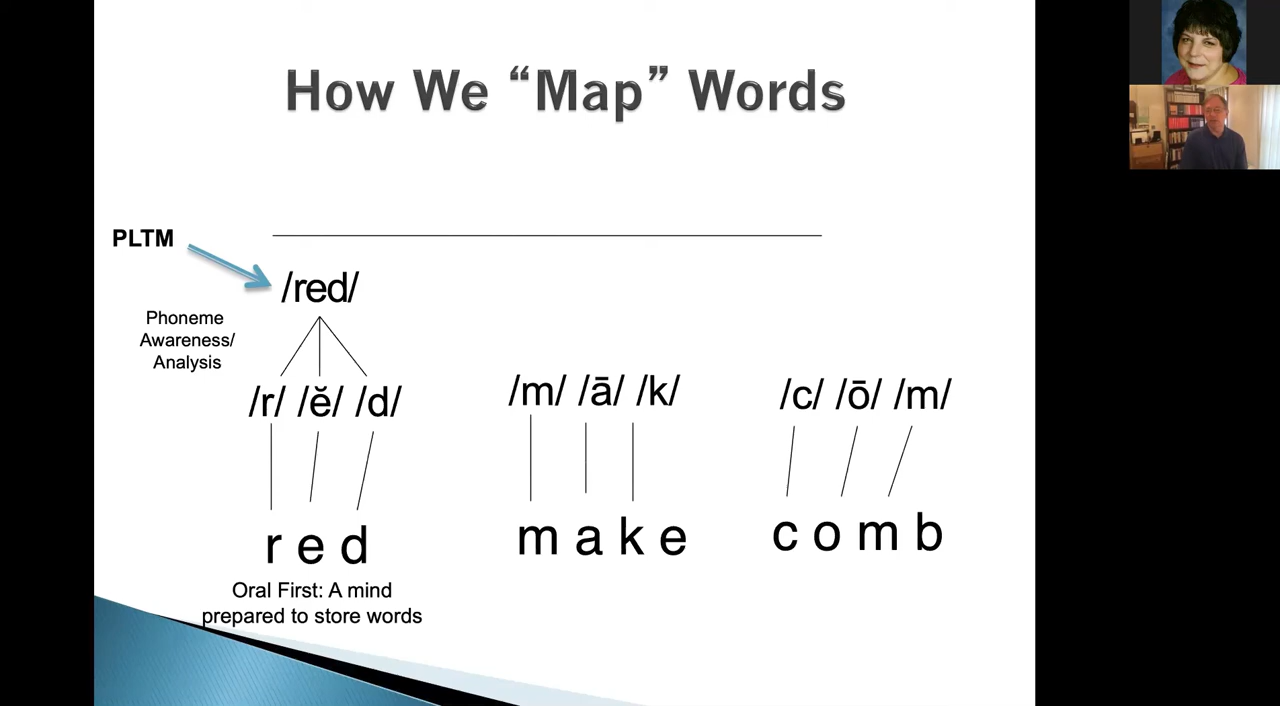 How We “Map” Words
PLTM
/red/
Phoneme
Awareness/
Analysis
/r/ /ĕ/ /d/
/m/ /ā/ /k/
/c/ /ō/ /m/
r e d
m a k e
c o m b
Oral First: A mind
prepared to store words